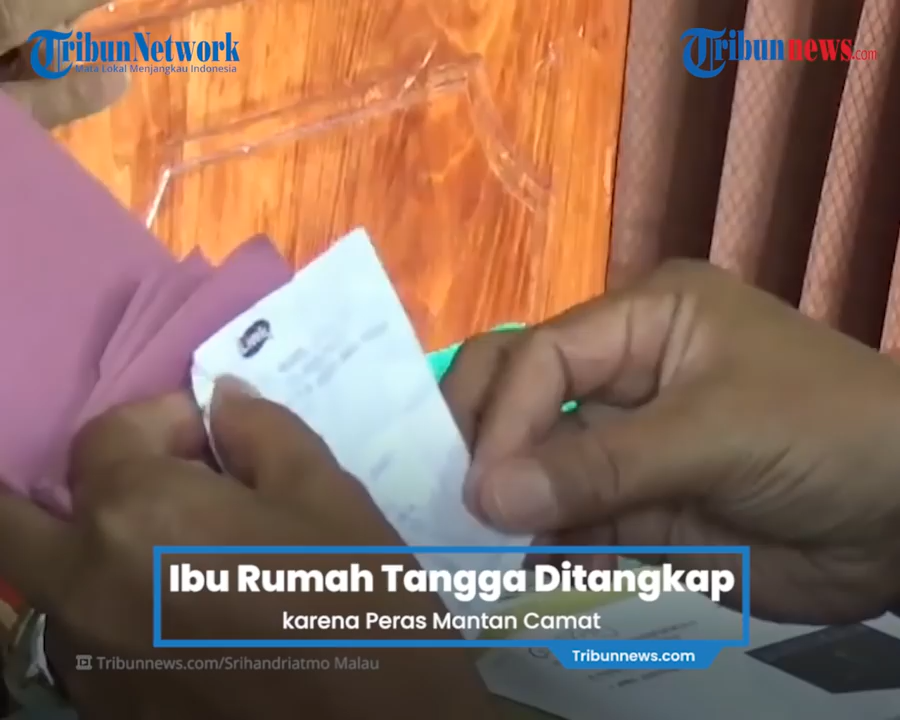 TribunNetwork
Mata Lokal Menjangkau Indonesia
Tribunnews.com
Ibu Rumah Tangga Ditangkap
karena Peras Mantan Camat
Tribunnews.com
Tribunnews.com/Srihandriatmo Malau